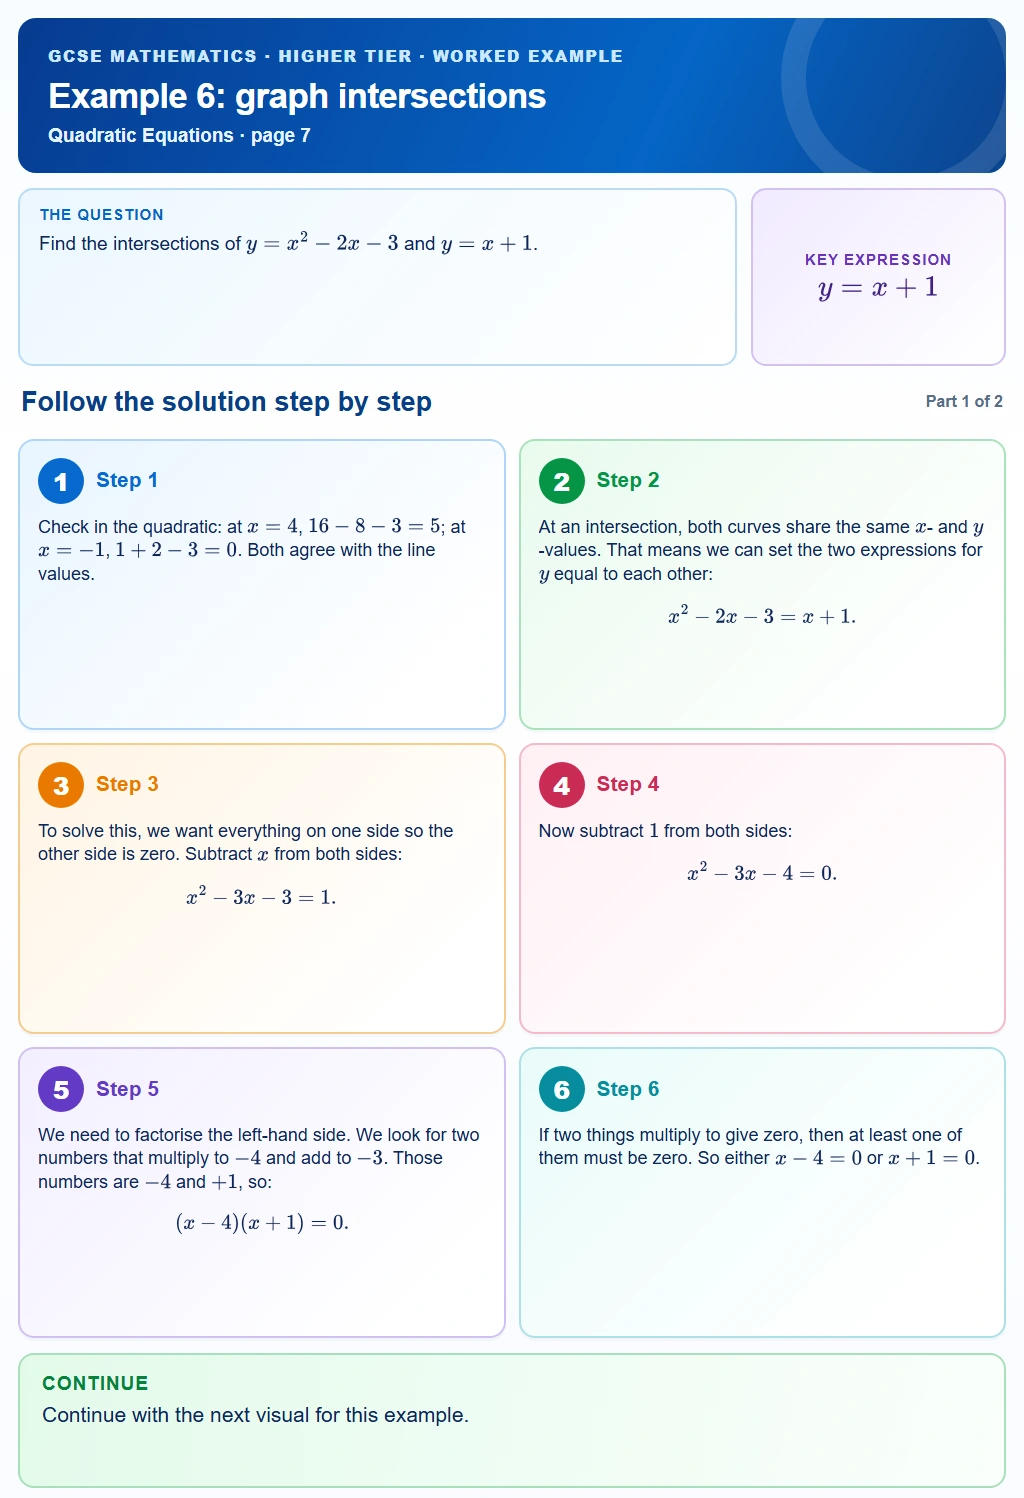 GCSE MATHEMATICS · HIGHER TIER · WORKED EXAMPLE
Example 6: graph intersections
Quadratic Equations · page 7
THE QUESTION
Find the intersections of y = x² − 2x − 3 and y = x + 1.
KEY EXPRESSION
y = x + 1
Follow the solution step by step
Part 1 of 2
1 Step 1
Check in the quadratic: at x = 4, 16 − 8 − 3 = 5; at
x = −1, 1 + 2 − 3 = 0. Both agree with the line
values.
2 Step 2
At an intersection, both curves share the same x- and y
-values. That means we can set the two expressions for
y equal to each other:
x² − 2x − 3 = x + 1.
3 Step 3
To solve this, we want everything on one side so the
other side is zero. Subtract x from both sides:
x² − 3x − 3 = 1.
4 Step 4
Now subtract 1 from both sides:
x² − 3x − 4 = 0.
5 Step 5
We need to factorise the left-hand side. We look for two
numbers that multiply to −4 and add to −3. Those
numbers are −4 and +1, so:
(x − 4)(x + 1) = 0.
6 Step 6
If two things multiply to give zero, then at least one of
them must be zero. So either x − 4 = 0 or x + 1 = 0.
CONTINUE
Continue with the next visual for this example.